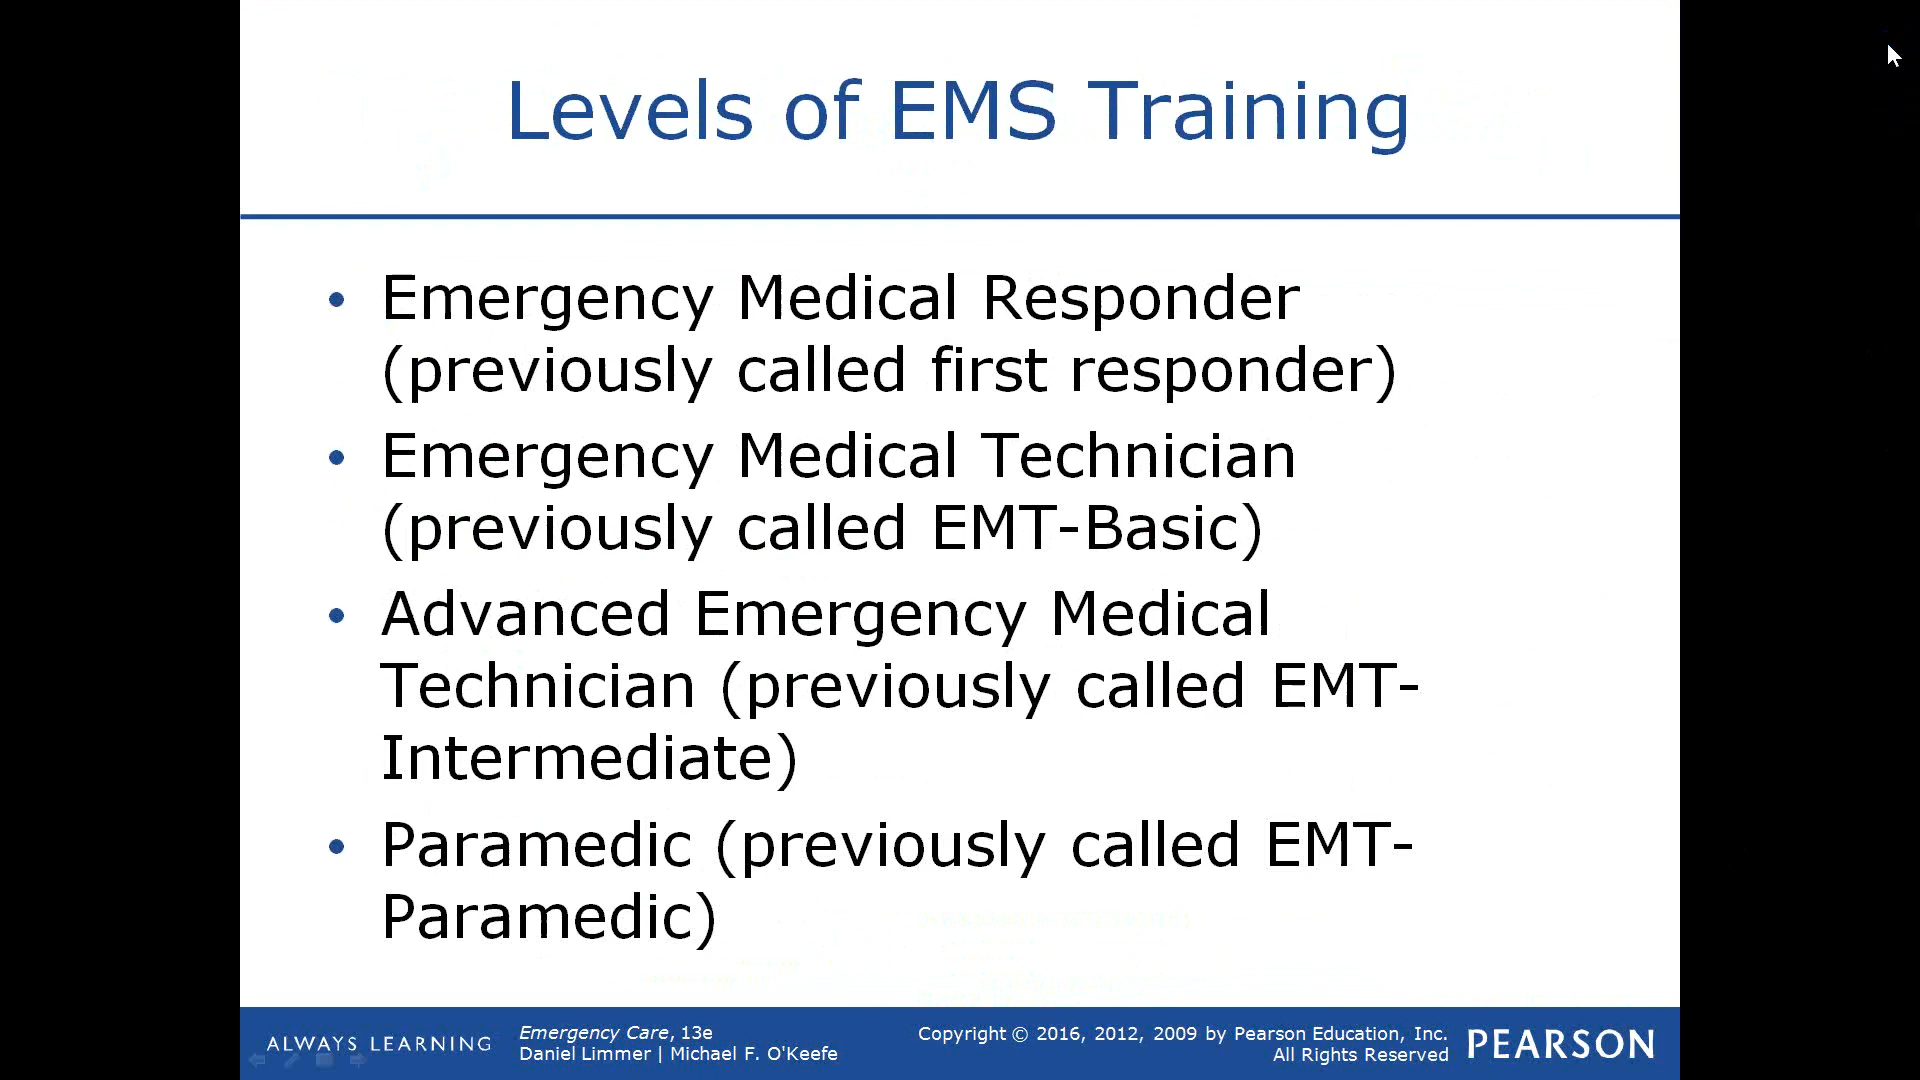 Levels of EMS Training
• Emergency Medical Responder
(previously called first responder)
• Emergency Medical Technician
(previously called EMT-Basic)
• Advanced Emergency Medical
Technician (previously called EMT-
Intermediate)
• Paramedic (previously called EMT-
Paramedic)
ALWAYS LEARNING
Emergency Care, 13e
Daniel Limmer | Michael F. O'Keefe
Copyright © 2016, 2012, 2009 by Pearson Education, Inc.
All Rights Reserved
PEARSON